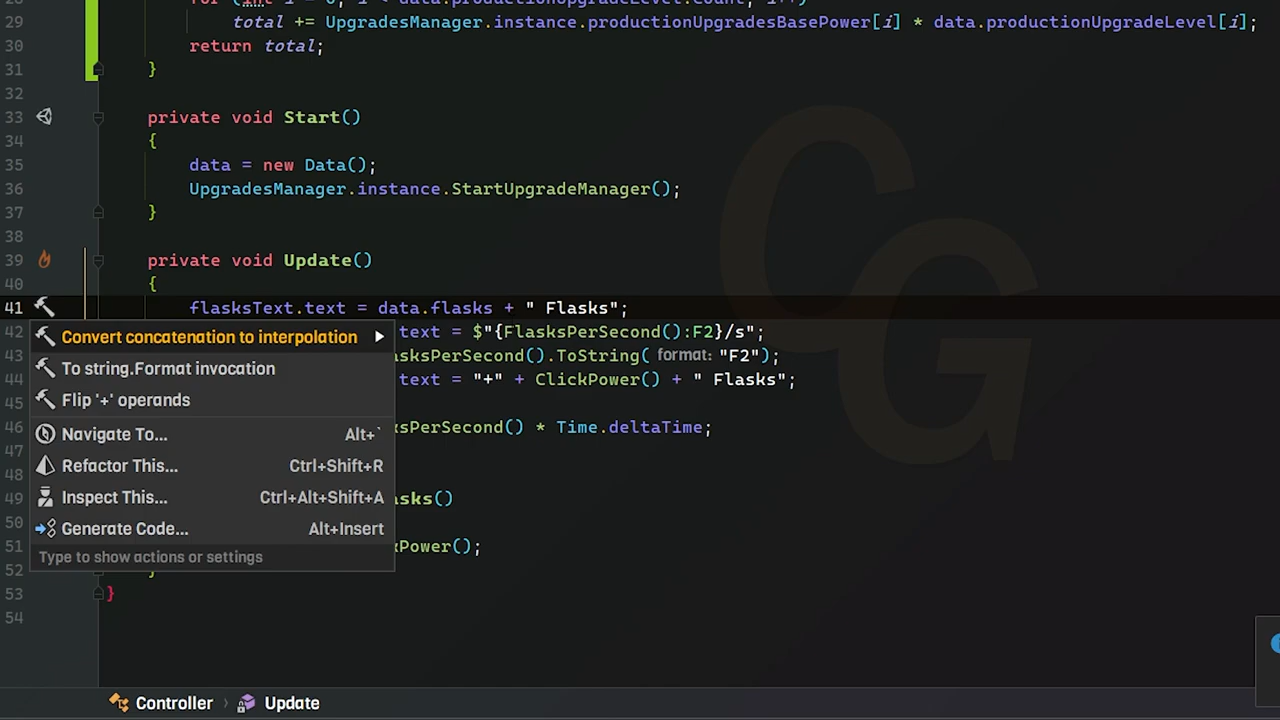 29 total += UpgradesManager.instance.productionUpgradesBasePower[i] * data.productionUpgradeLevel[i];
30 return total;
31 }
32
33 private void Start()
34 {
35 data = new Data();
36 UpgradesManager.instance.StartUpgradeManager();
37 }
38
39 private void Update()
40 {
41 flasksText.text = data.flasks + " Flasks";
42 text = $"{FlasksPerSecond():F2}/s";
Convert concatenation to interpolation
43 asksPerSecond().ToString( format: "F2");
To string.Format invocation
44 text = "+" + ClickPower() + " Flasks";
Flip '+' operands
45
46 ksPerSecond() * Time.deltaTime;
Navigate To... Alt+`
47
Refactor This... Ctrl+Shift+R
48
49 asks()
Inspect This... Ctrl+Alt+Shift+A
50
Generate Code... Alt+Insert
51 kPower();
Type to show actions or settings
52 }
53 }
54
CG
Controller › Update